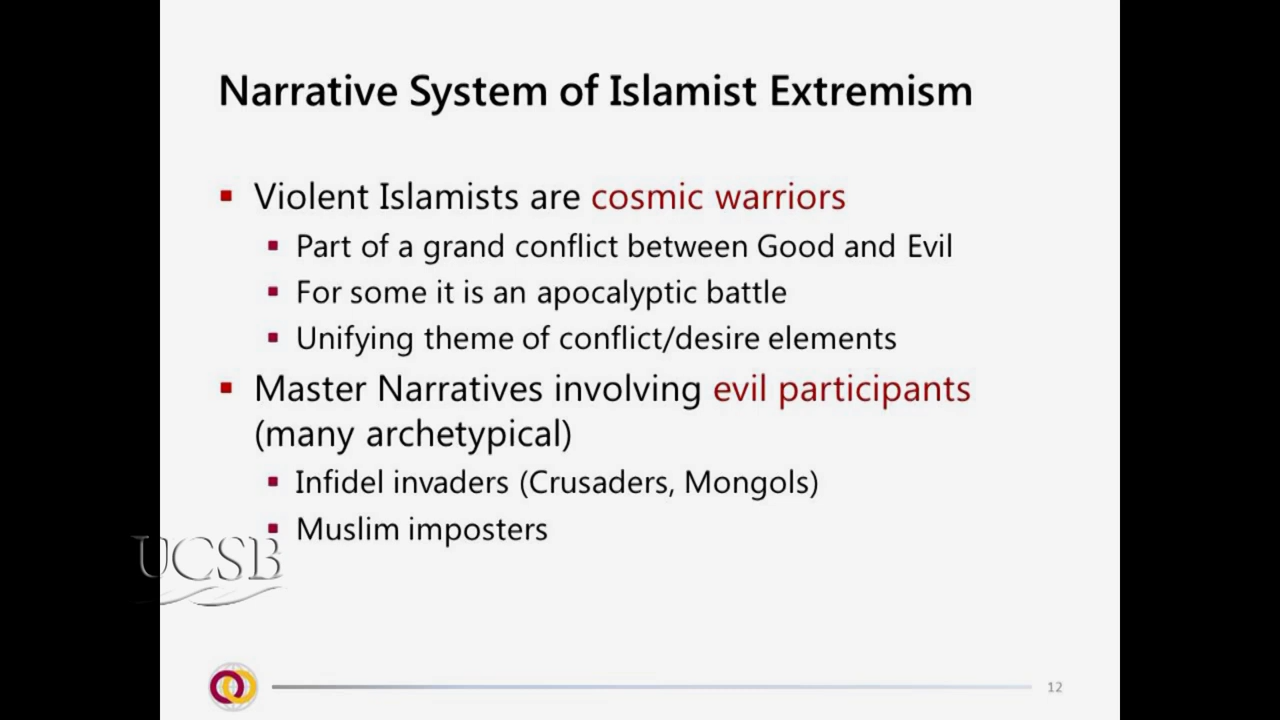 Narrative System of Islamist Extremism
Violent Islamists are cosmic warriors
Part of a grand conflict between Good and Evil
For some it is an apocalyptic battle
Unifying theme of conflict/desire elements
Master Narratives involving evil participants
(many archetypical)
Infidel invaders (Crusaders, Mongols)
Muslim imposters
UCSB
12